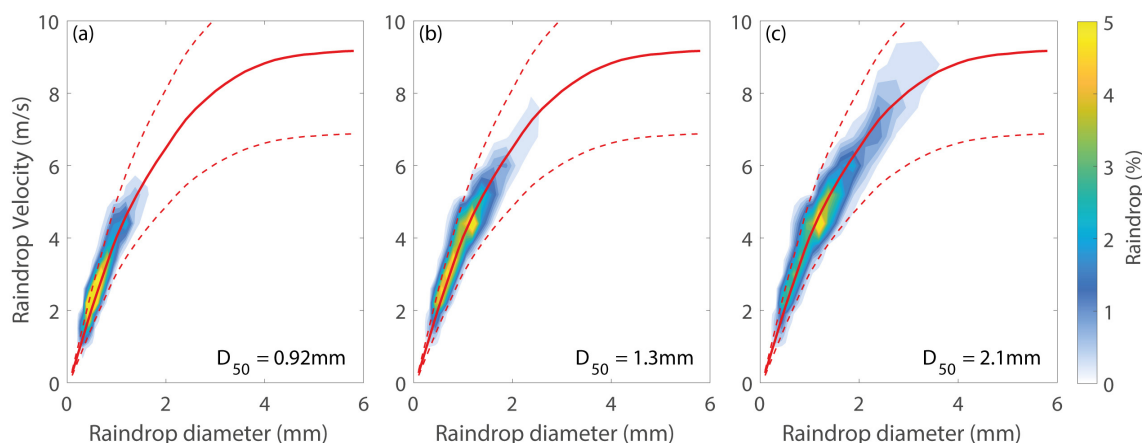 (a)
(b)
(c)
10
8
6
4
2
0
10
8
6
4
2
0
10
8
6
4
2
0
5
4
3
2
1
0
Raindrop Velocity (m/s)
Raindrop (%)
D50 = 0.92mm
D50 = 1.3mm
D50 = 2.1mm
0 2 4 6
0 2 4 6
0 2 4 6
Raindrop diameter (mm)
Raindrop diameter (mm)
Raindrop diameter (mm)